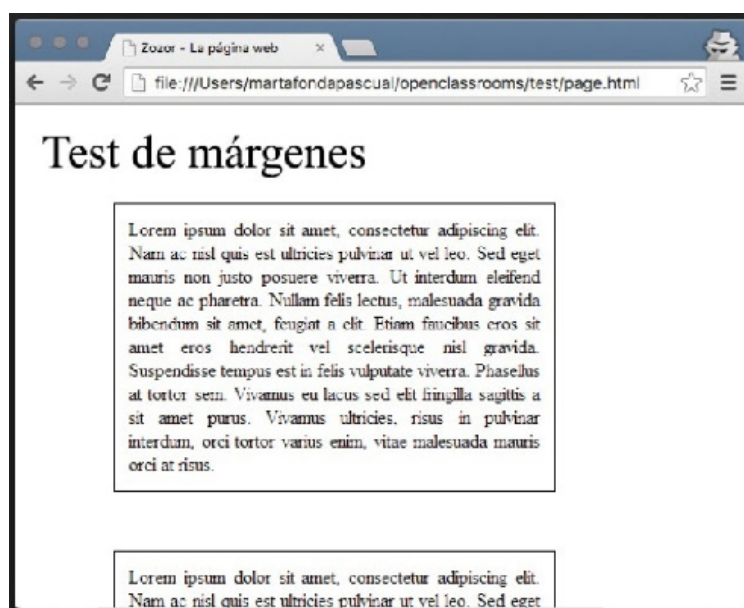 Zozor - La página web
file:///Users/martafondapascual/openclassrooms/test/page.html
Test de márgenes
Lorem ipsum dolor sit amet, consectetur adipiscing elit.
Nam ac nisl quis est ultricies pulvinar ut vel leo. Sed eget
mauris non justo posuere viverra. Ut interdum eleifend
neque ac pharetra. Nullam felis lectus, malesuada gravida
bibendum sit amet, feugiat a elit. Etiam faucibus eros sit
amet eros hendrerit vel scelerisque nisl gravida.
Suspendisse tempus est in felis vulputate viverra. Phasellus
at tortor sem. Vivamus eu lacus sed elit fringilla sagittis a
sit amet purus. Vivamus ultricies, risus in pulvinar
interdum, orci tortor varius enim, vitae malesuada mauris
orci at risus.
Lorem ipsum dolor sit amet, consectetur adipiscing elit.
Nam ac nisl quis est ultricies pulvinar ut vel leo. Sed eget